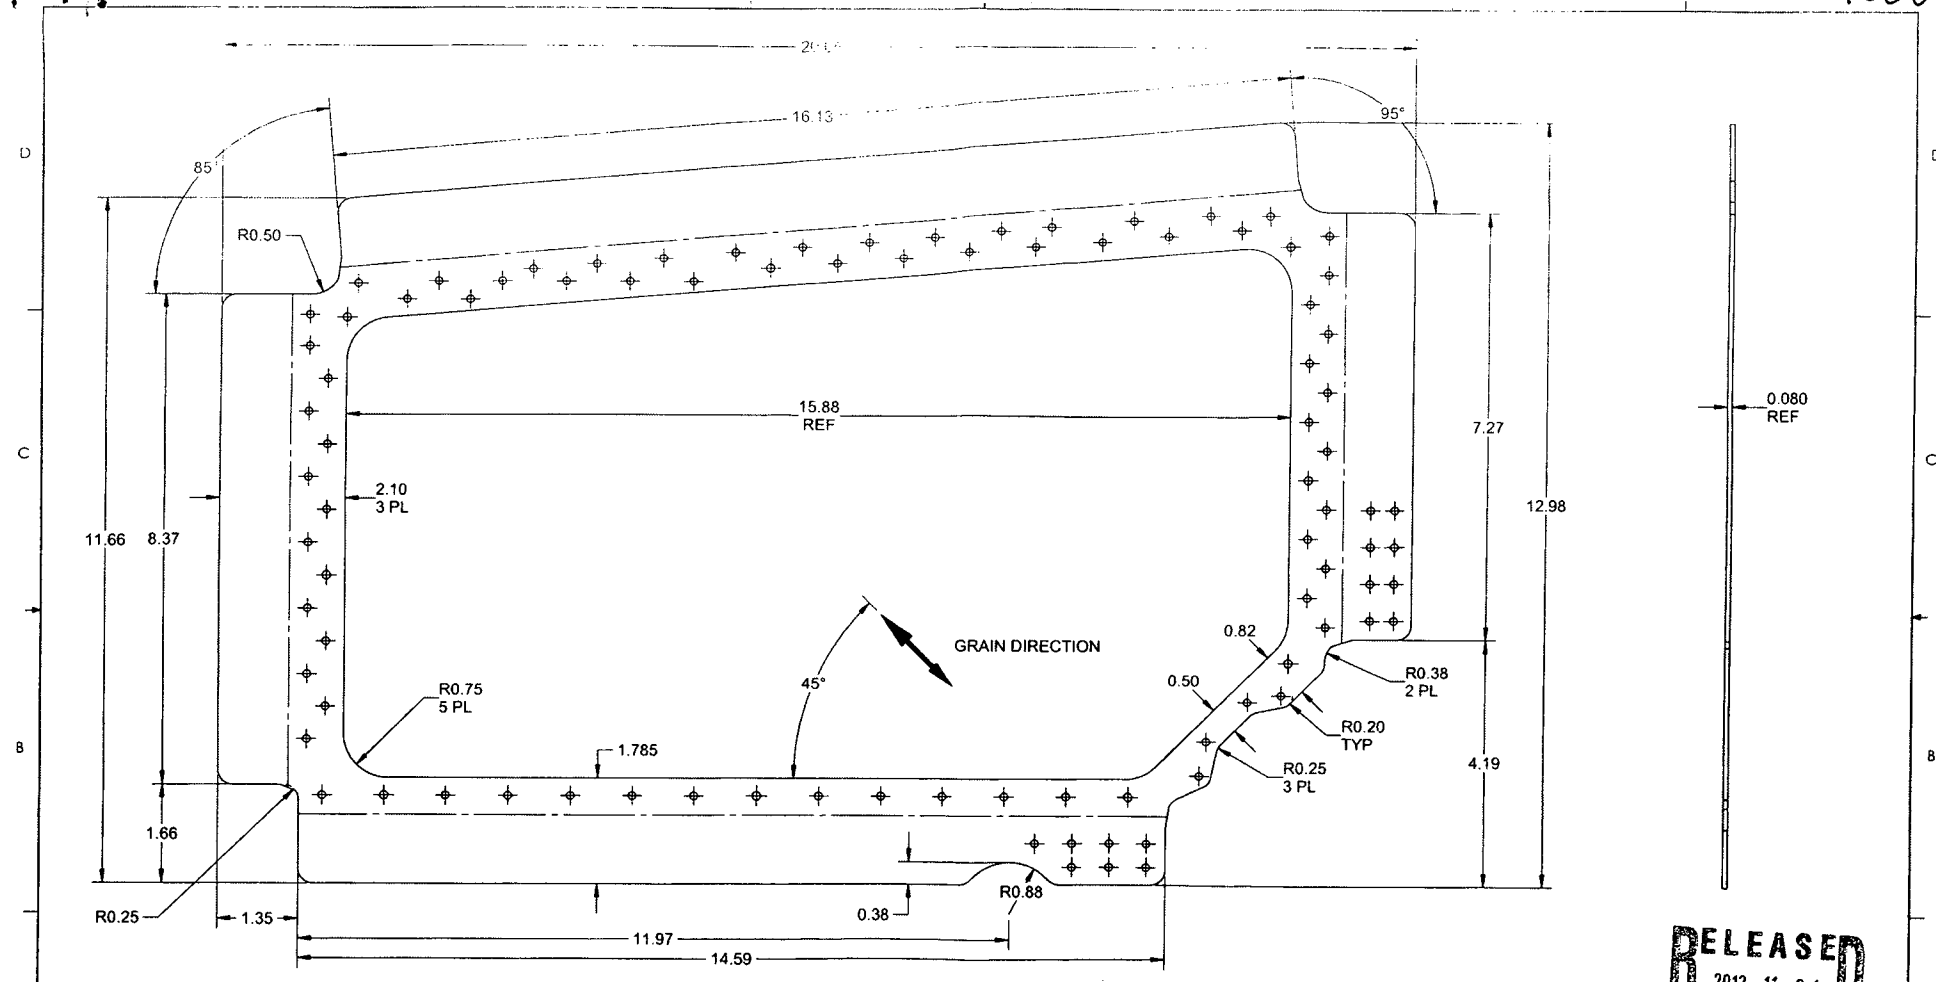 16.13
95°
D
85
R0.50
15.88
REF
0.080
REF
C
7.27
C
2.10
3 PL
12.98
11.66
8.37
GRAIN DIRECTION
0.82
R0.38
2 PL
45°
0.50
R0.75
5 PL
R0.20
TYP
B
1.785
B
R0.25
3 PL
4.19
1.66
R0.88
R0.25
1.35
0.38
11.97
14.59
RELEASED